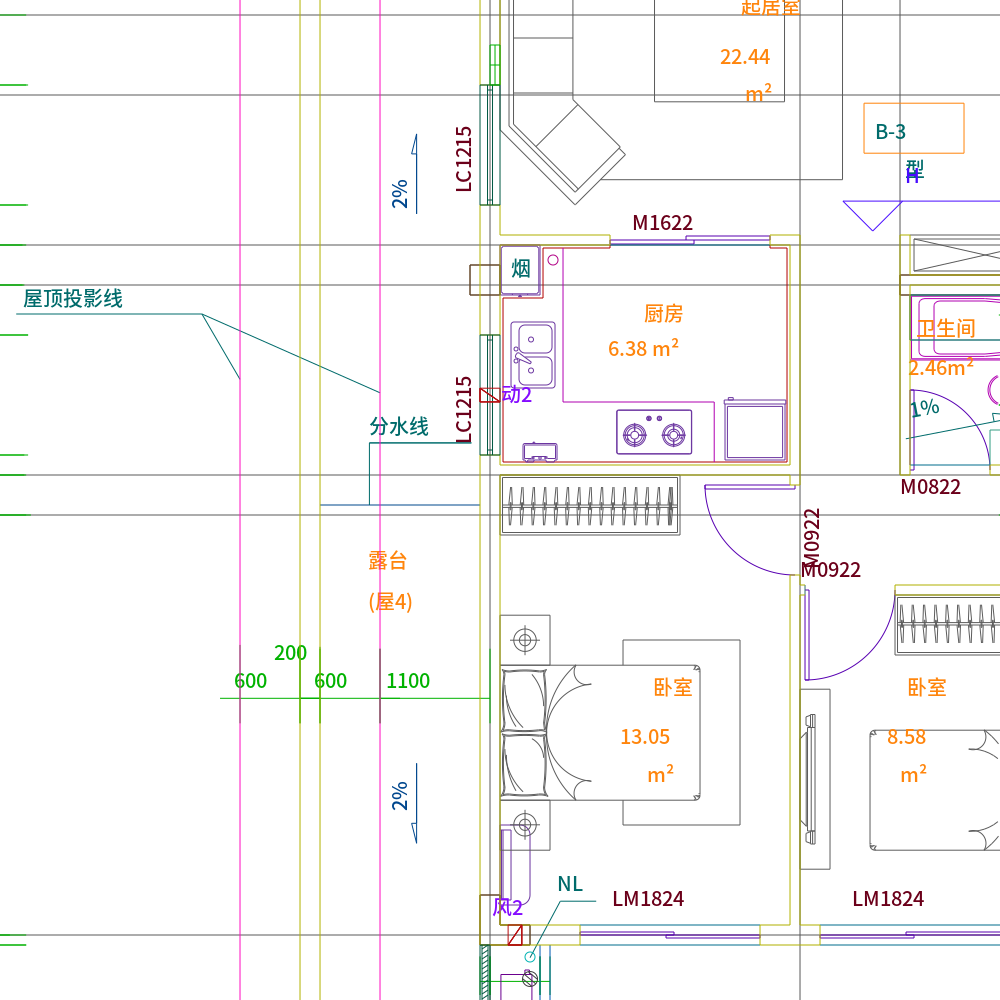 起居室
22.44
m²
B-3
型
H
LC1215
2%
M1622
烟
屋顶投影线
厨房
6.38 m²
卫生间
2.46m²
动2
1%
LC1215
分水线
M0822
M0922
M0922
露台
(屋4)
200
600
600
1100
卧室
13.05
m²
卧室
8.58
m²
2%
NL
风2
LM1824
LM1824